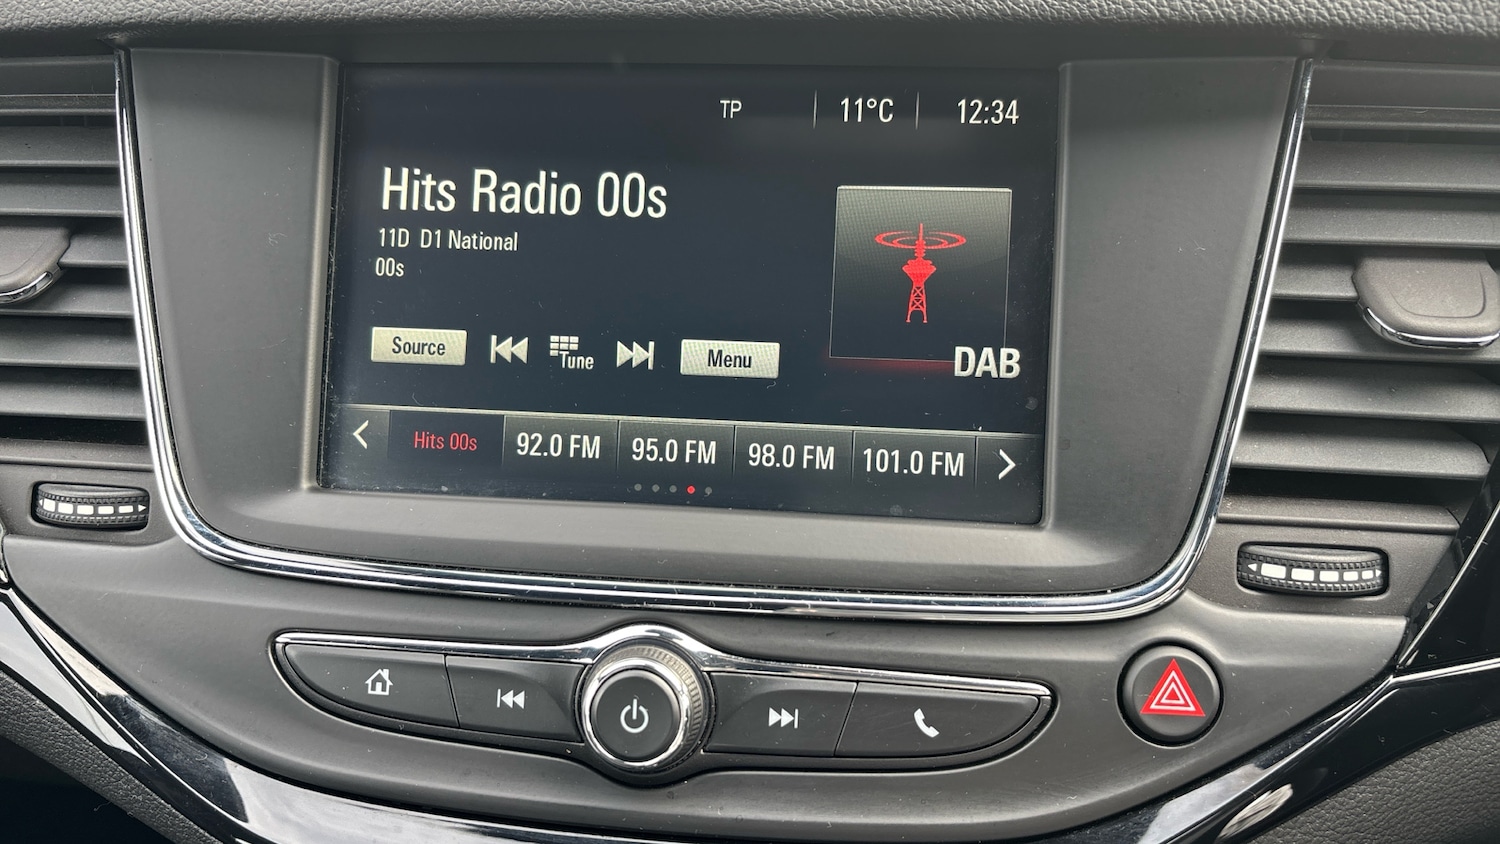 TP 11°C 12:34
Hits Radio 00s
11D D1 National
00s
Source Tune Menu
DAB
Hits 00s 92.0 FM 95.0 FM 98.0 FM 101.0 FM